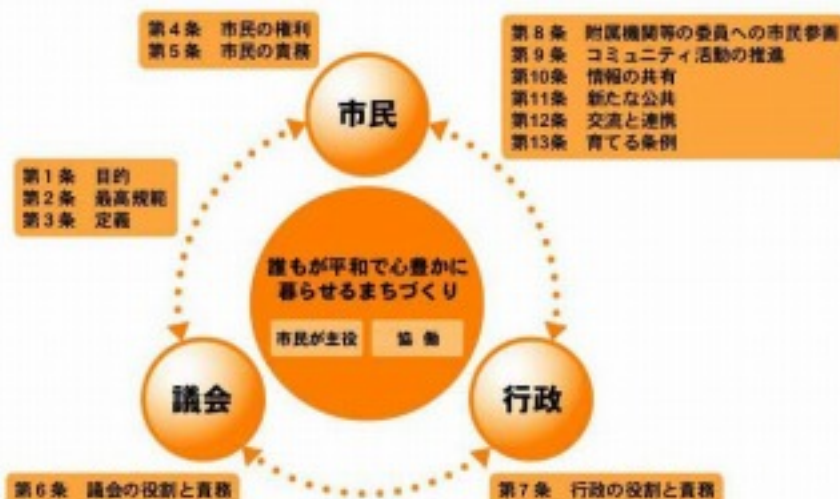 第4条 市民の権利
第5条 市民の責務
第8条 附属機関等の委員への市民参画
第9条 コミュニティ活動の推進
第10条 情報の共有
第11条 新たな公共
第12条 交流と連携
第13条 育てる条例
市民
第1条 目的
第2条 最高規範
第3条 定義
誰もが平和で心豊かに
暮らせるまちづくり
市民が主役 協働
議会
行政
第6条 議会の役割と責務
第7条 行政の役割と責務